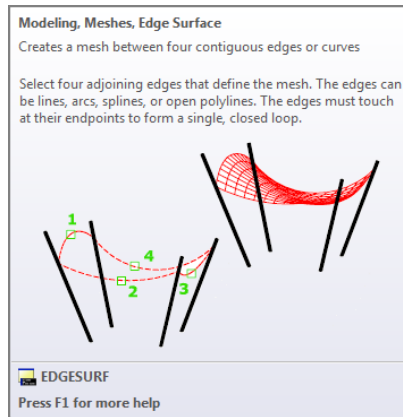 Modeling, Meshes, Edge Surface
Creates a mesh between four contiguous edges or curves
Select four adjoining edges that define the mesh. The edges can
be lines, arcs, splines, or open polylines. The edges must touch
at their endpoints to form a single, closed loop.
1
4
2
3
EDGESURF
Press F1 for more help